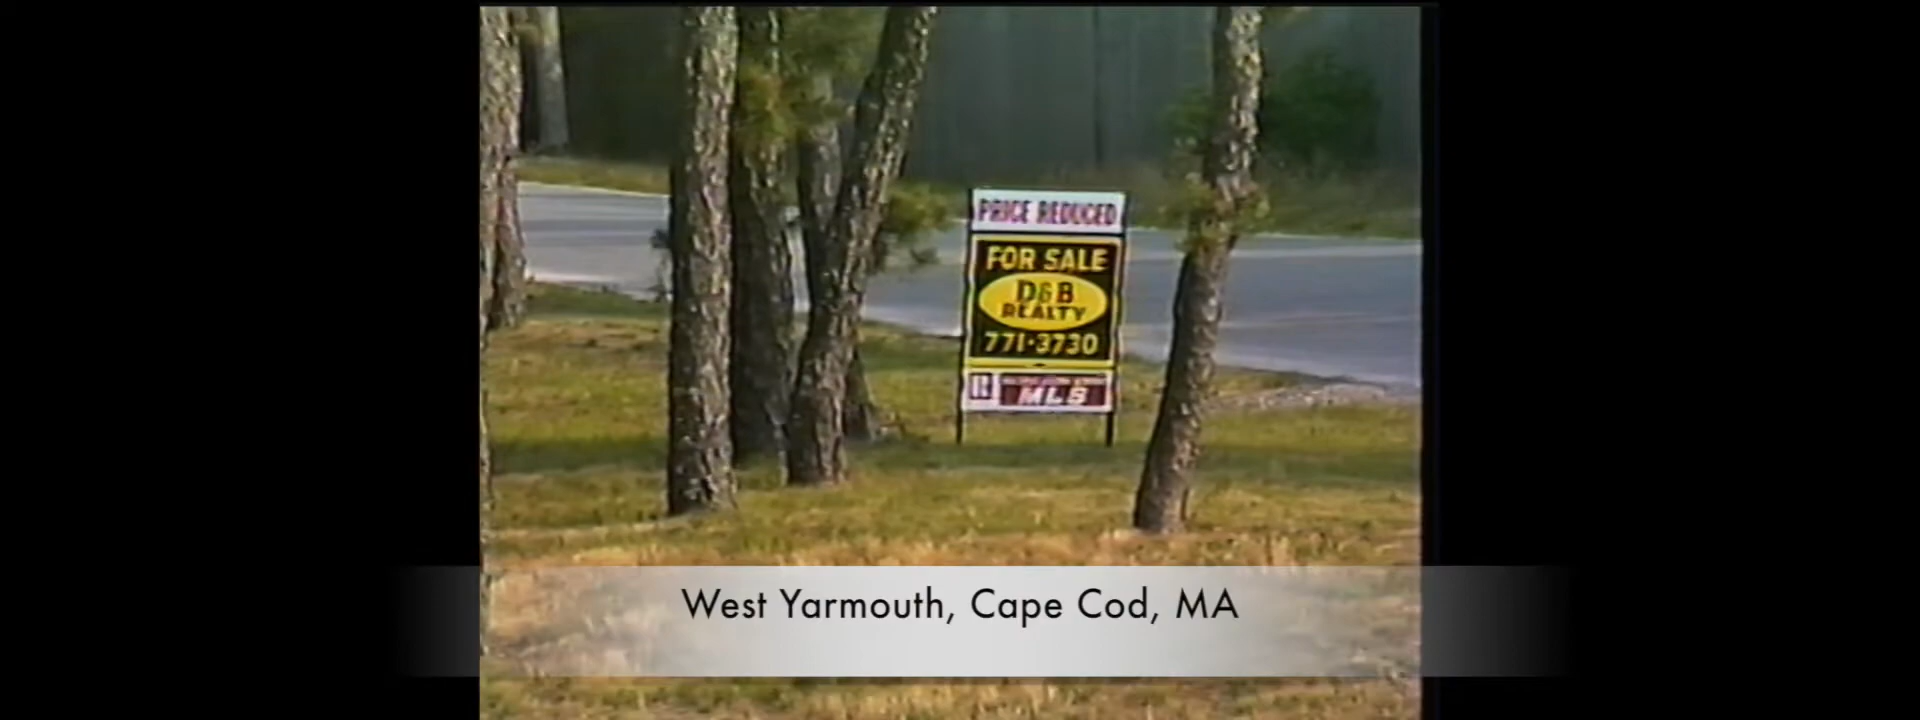 PRICE REDUCED
FOR SALE
D&B
REALTY
771·3730
R
MLS
West Yarmouth, Cape Cod, MA